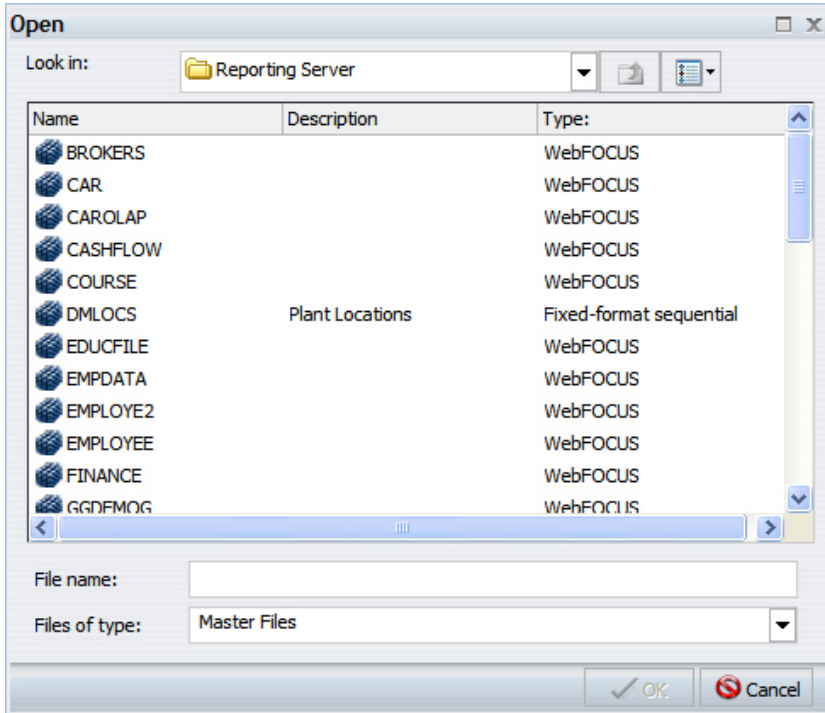 Open
Look in: Reporting Server
Name Description Type:
BROKERS WebFOCUS
CAR WebFOCUS
CAROLAP WebFOCUS
CASHFLOW WebFOCUS
COURSE WebFOCUS
DMLOCS Plant Locations Fixed-format sequential
EDUCFILE WebFOCUS
EMPDATA WebFOCUS
EMPLOYE2 WebFOCUS
EMPLOYEE WebFOCUS
FINANCE WebFOCUS
GGDEMOG WebFOCUS
File name:
Files of type: Master Files
OK Cancel